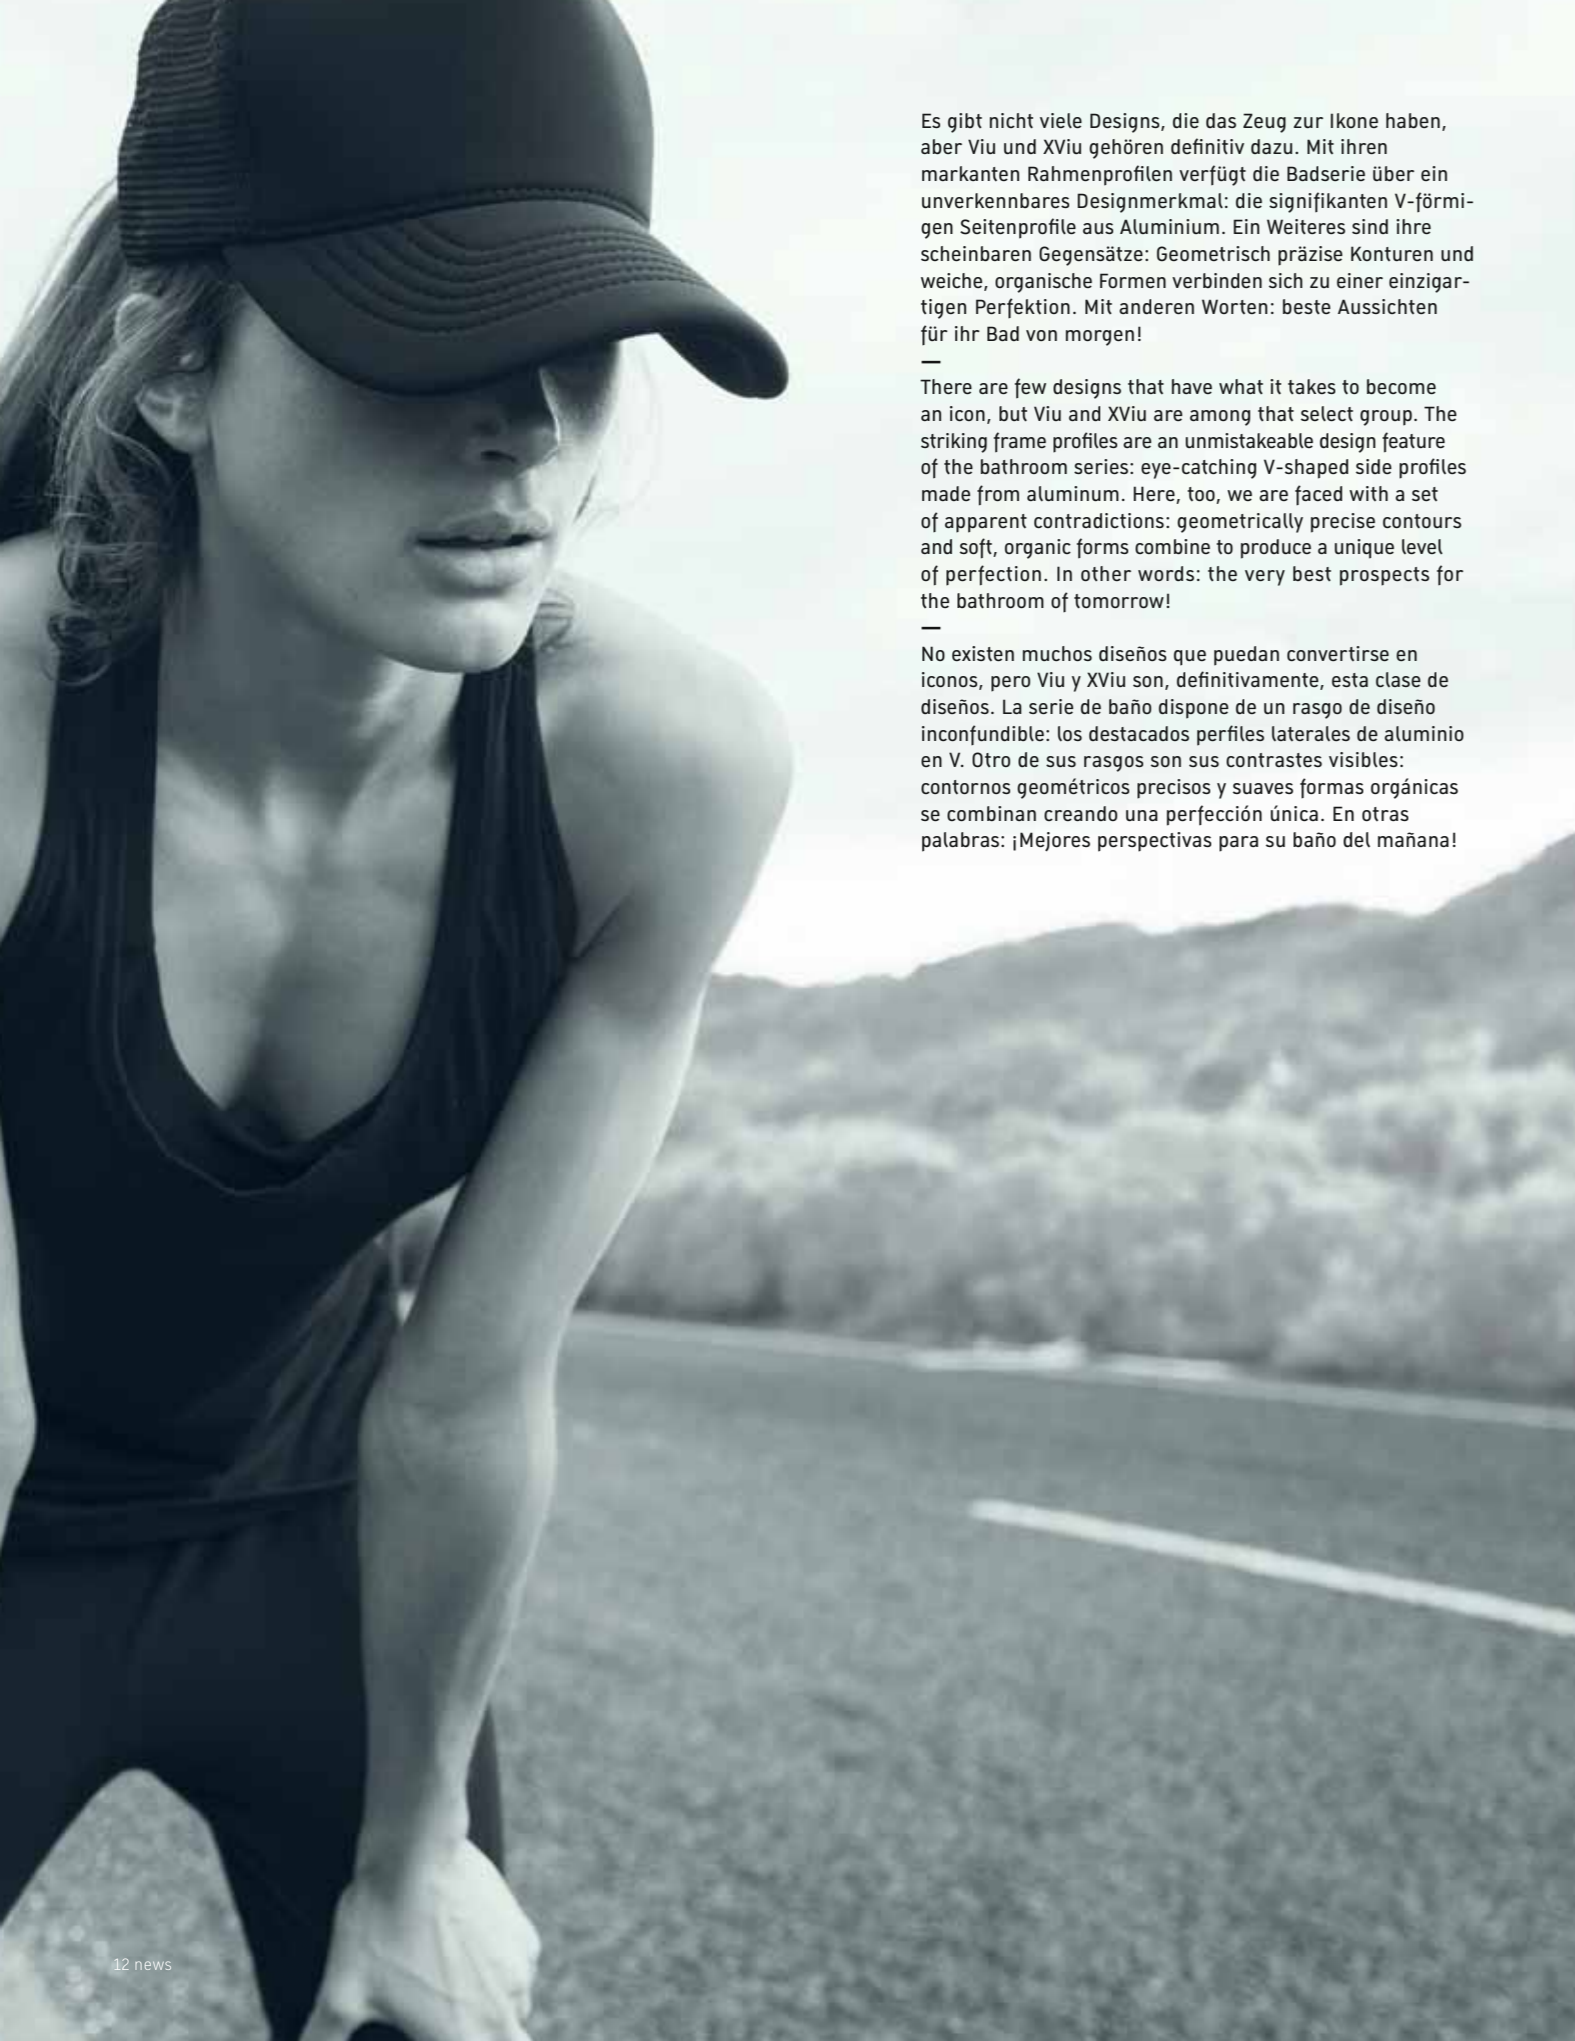 Es gibt nicht viele Designs, die das Zeug zur Ikone haben,
aber Viu und XViu gehören definitiv dazu. Mit ihren
markanten Rahmenprofilen verfügt die Badserie über ein
unverkennbares Designmerkmal: die signifikanten V-förmi-
gen Seitenprofile aus Aluminium. Ein Weiteres sind ihre
scheinbaren Gegensätze: Geometrisch präzise Konturen und
weiche, organische Formen verbinden sich zu einer einzigar-
tigen Perfektion. Mit anderen Worten: beste Aussichten
für ihr Bad von morgen!
—
There are few designs that have what it takes to become
an icon, but Viu and XViu are among that select group. The
striking frame profiles are an unmistakeable design feature
of the bathroom series: eye-catching V-shaped side profiles
made from aluminum. Here, too, we are faced with a set
of apparent contradictions: geometrically precise contours
and soft, organic forms combine to produce a unique level
of perfection. In other words: the very best prospects for
the bathroom of tomorrow!
—
No existen muchos diseños que puedan convertirse en
iconos, pero Viu y XViu son, definitivamente, esta clase de
diseños. La serie de baño dispone de un rasgo de diseño
inconfundible: los destacados perfiles laterales de aluminio
en V. Otro de sus rasgos son sus contrastes visibles:
contornos geométricos precisos y suaves formas orgánicas
se combinan creando una perfección única. En otras
palabras: ¡Mejores perspectivas para su baño del mañana!
12 news